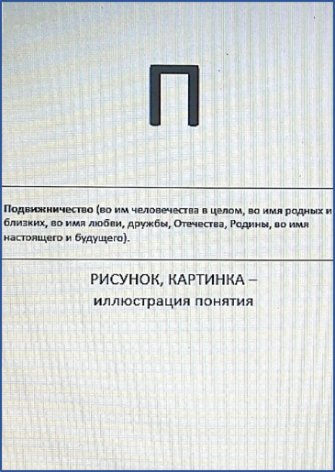 П
Подвижничество (во им человечества в целом, во имя родных и
близких, во имя любви, дружбы, Отечества, Родины, во имя
настоящего и будущего).
РИСУНОК, КАРТИНКА –
иллюстрация понятия